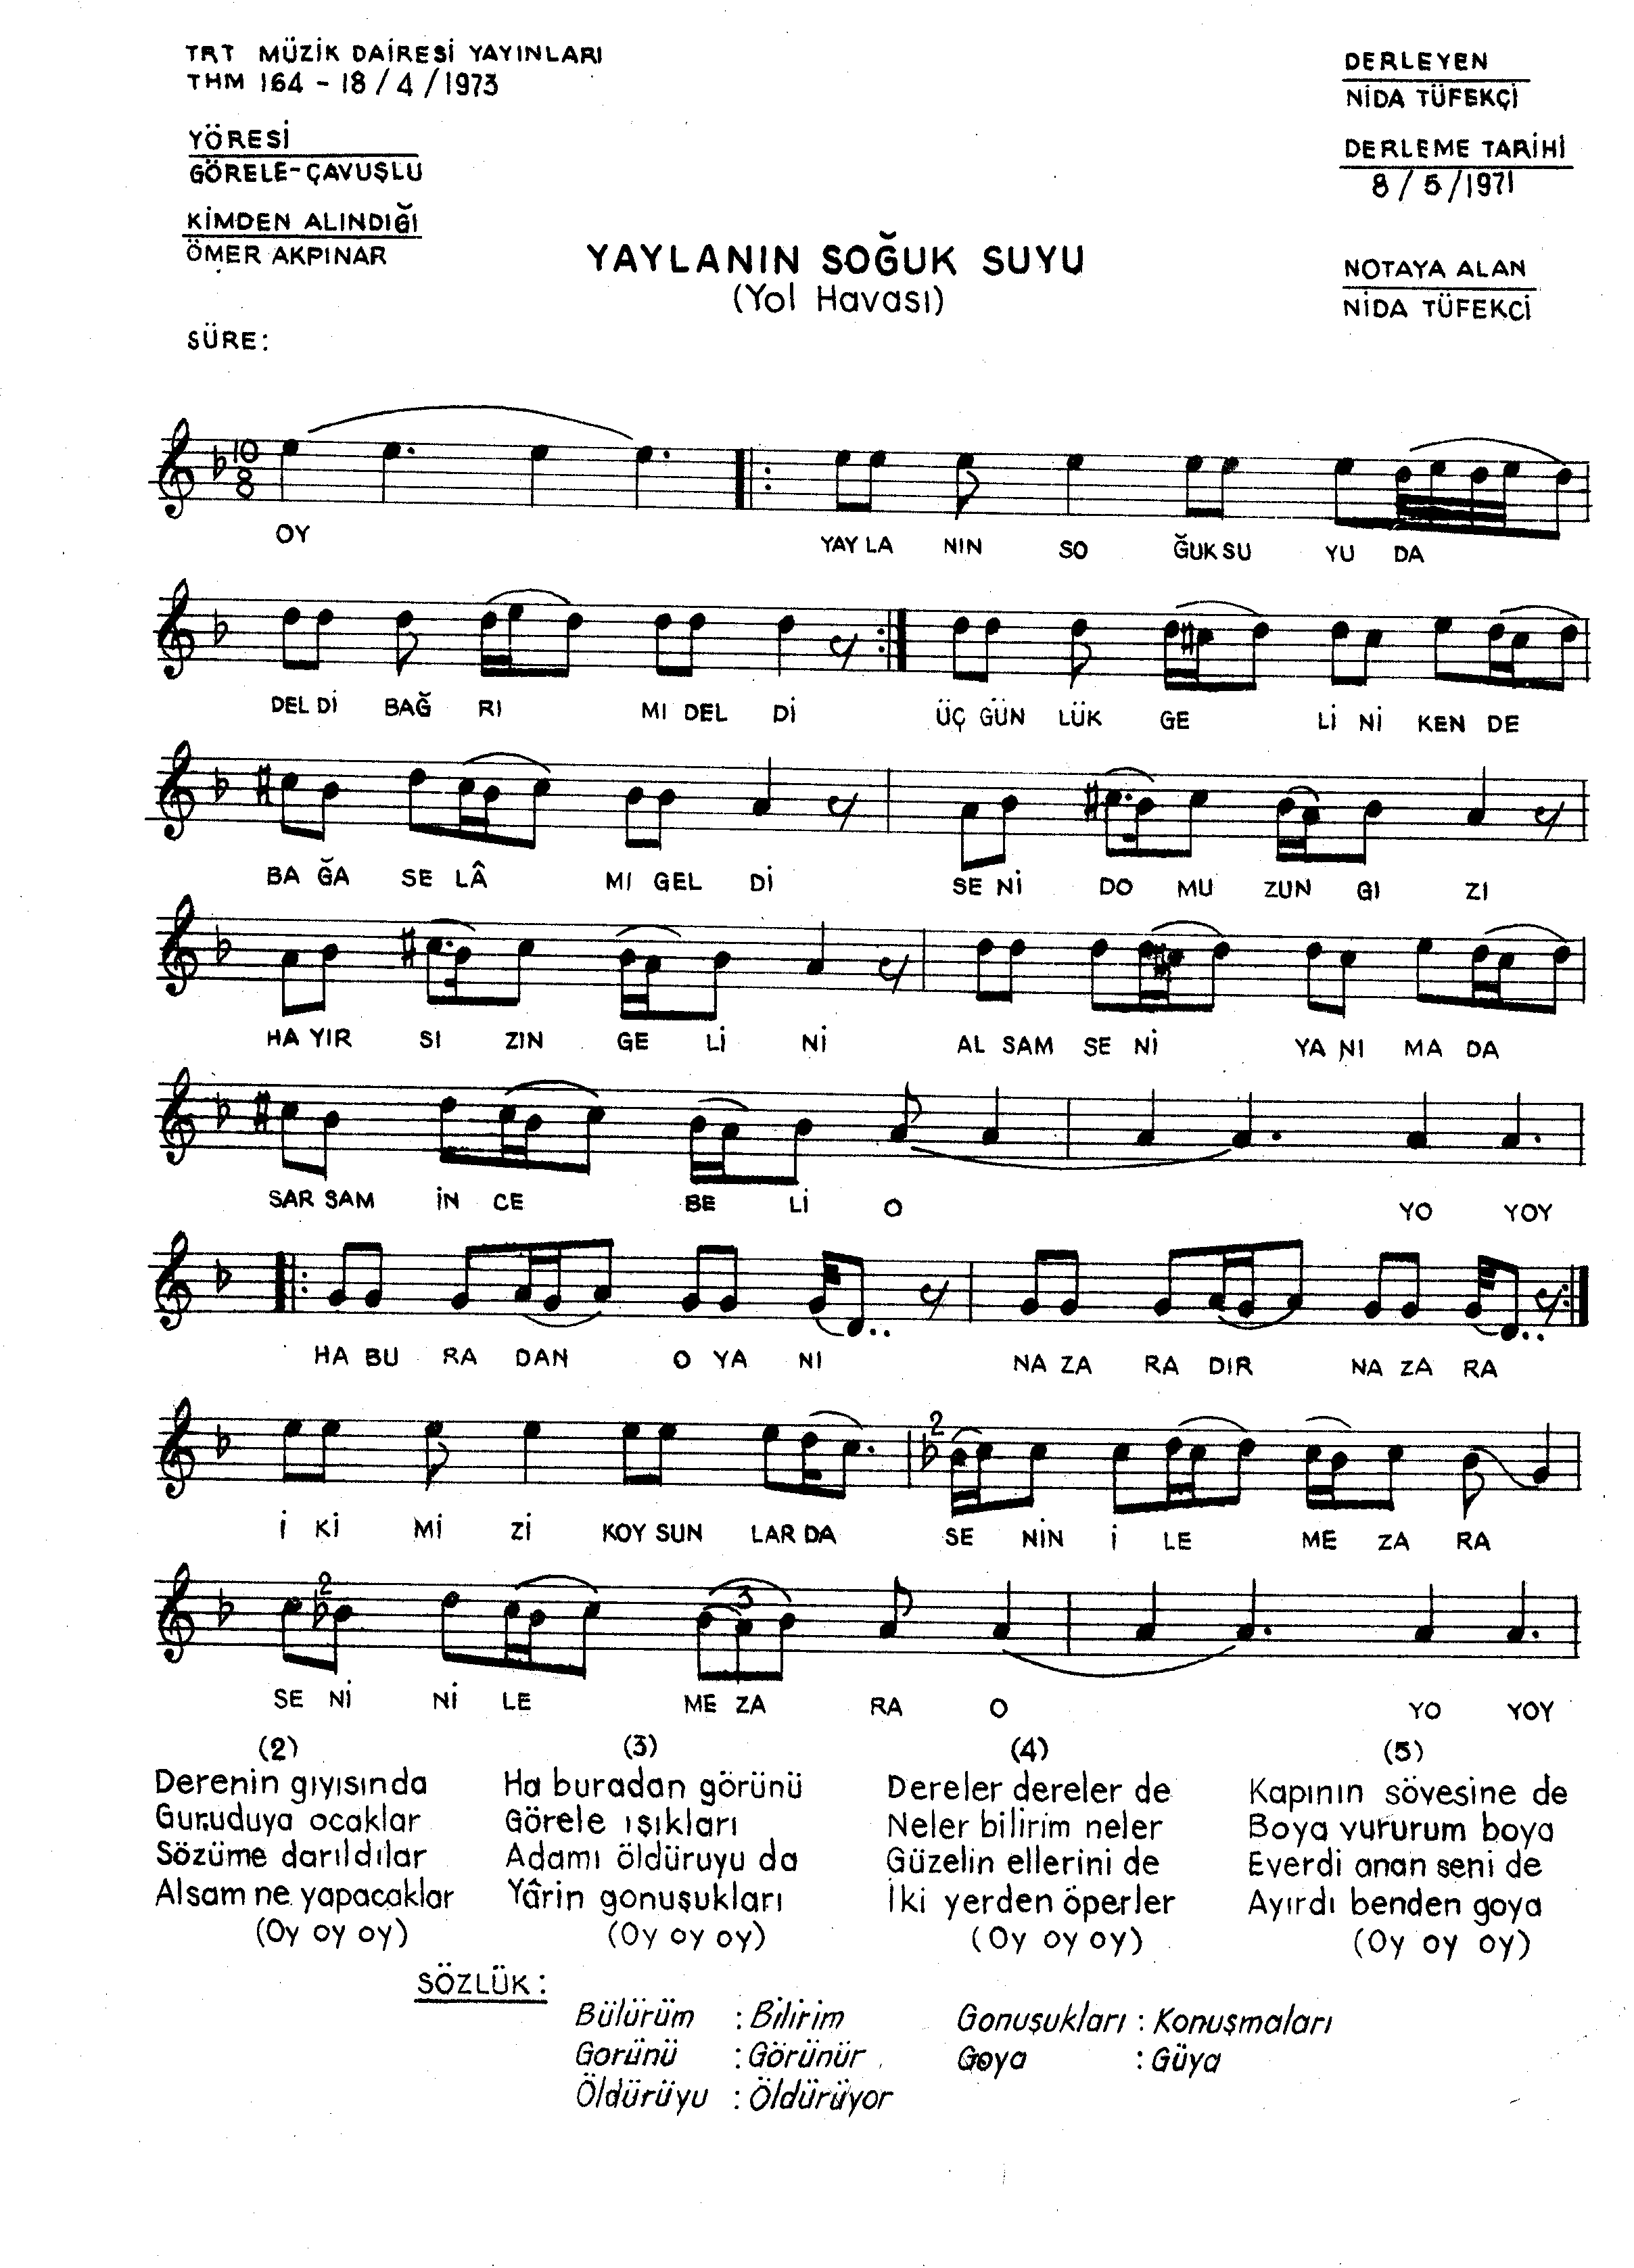 TRT MÜZİK DAİRESİ YAYINLARI
THM 164 - 18 / 4 / 1973
YÖRESİ
GÖRELE-ÇAVUŞLU
KİMDEN ALINDIĞI
ÖMER AKPINAR
SÜRE:
DERLEYEN
NİDA TÜFEKÇİ
DERLEME TARİHİ
8 / 5 / 1971
NOTAYA ALAN
NİDA TÜFEKCİ
YAYLANIN SOĞUK SUYU
(Yol Havası)
10
8
OY YAY LA NIN SO ĞUK SU YU DA
DEL Dİ BAĞ RI MI DEL Dİ ÜÇ GÜN LÜK GE Lİ Nİ KEN DE
BA ĞA SE LÂ MI GEL Dİ SE Nİ DO MU ZUN GI ZI
HA YIR SI ZIN GE Lİ Nİ AL SAM SE Nİ YA NI MA DA
SAR SAM İN CE BE Lİ O YO YOY
HA BU RA DAN O YA NI NA ZA RA DIR NA ZA RA
2
İ Kİ Mİ Zİ KOY SUN LAR DA SE NİN İ LE ME ZA RA
2 3
SE Nİ Nİ LE ME ZA RA O YO YOY
(2)
Derenin gıyısında
Guruduya ocaklar
Sözüme darıldılar
Alsam ne yapacaklar
(Oy oy oy)
(3)
Ha buradan görünü
Görele ışıkları
Adamı öldüruyu da
Yârin gonuşukları
(Oy oy oy)
(4)
Dereler dereler de
Neler bilirim neler
Güzelin ellerini de
İki yerden öperler
(Oy oy oy)
(5)
Kapının sövesine de
Boya vururum boya
Everdi anan seni de
Ayırdı benden goya
(Oy oy oy)
SÖZLÜK:
Bülürüm : Bilirim
Gorünü : Görünür
Öldürüyu : Öldürüyor
Gonuşukları : Konuşmaları
Goya : Güya